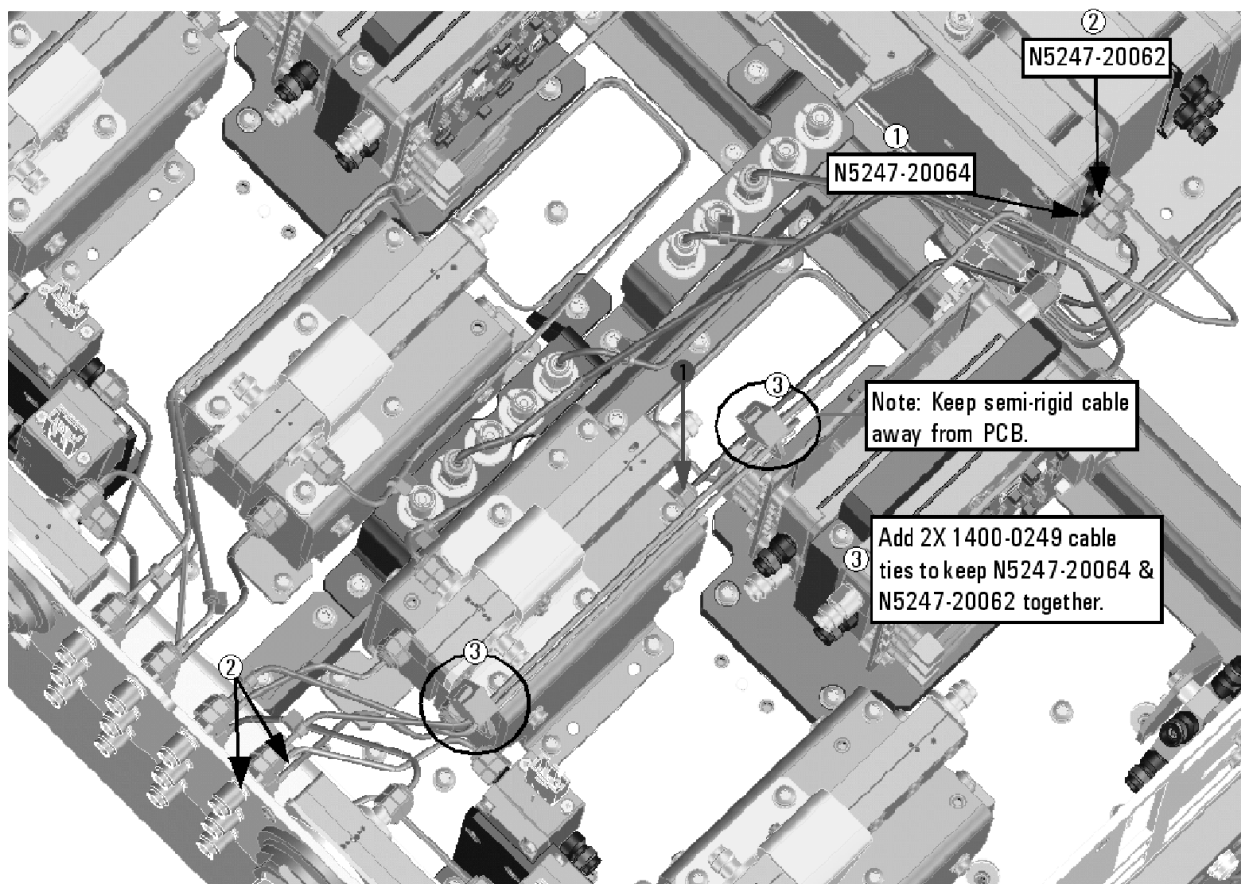 ②
N5247-20062
①
N5247-20064
1
③
Note: Keep semi-rigid cable
away from PCB.
③
Add 2X 1400-0249 cable
ties to keep N5247-20064 &
N5247-20062 together.
③
②